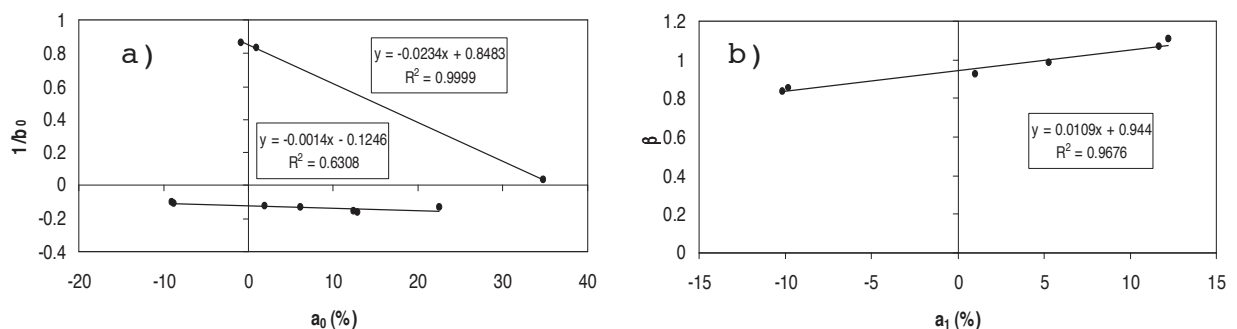 a)
1
0.8
0.6
0.4
0.2
0
-0.2
-0.4
1/b0
y = -0.0234x + 0.8483
R2 = 0.9999
y = -0.0014x - 0.1246
R2 = 0.6308
-20 -10 0 10 20 30 40
a0 (%)
b)
1.2
1
0.8
0.6
0.4
0.2
0
β
y = 0.0109x + 0.944
R2 = 0.9676
-15 -10 -5 0 5 10 15
a1 (%)